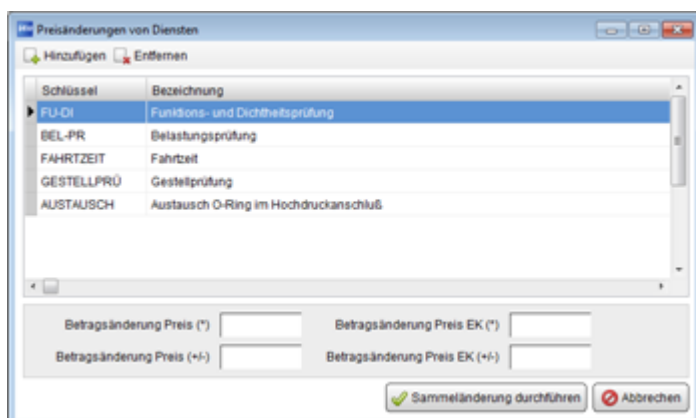 Preisänderungen von Diensten
Hinzufügen Entfernen
Schlüssel Bezeichnung
FU-DI Funktions- und Dichtheitsprüfung
BEL-PR Belastungsprüfung
FAHRTZEIT Fahrtzeit
GESTELLPRÜ Gestellprüfung
AUSTAUSCH Austausch O-Ring im Hochdruckanschluß
Betragsänderung Preis (*) Betragsänderung Preis EK (*)
Betragsänderung Preis (+/-) Betragsänderung Preis EK (+/-)
Sammeländerung durchführen Abbrechen